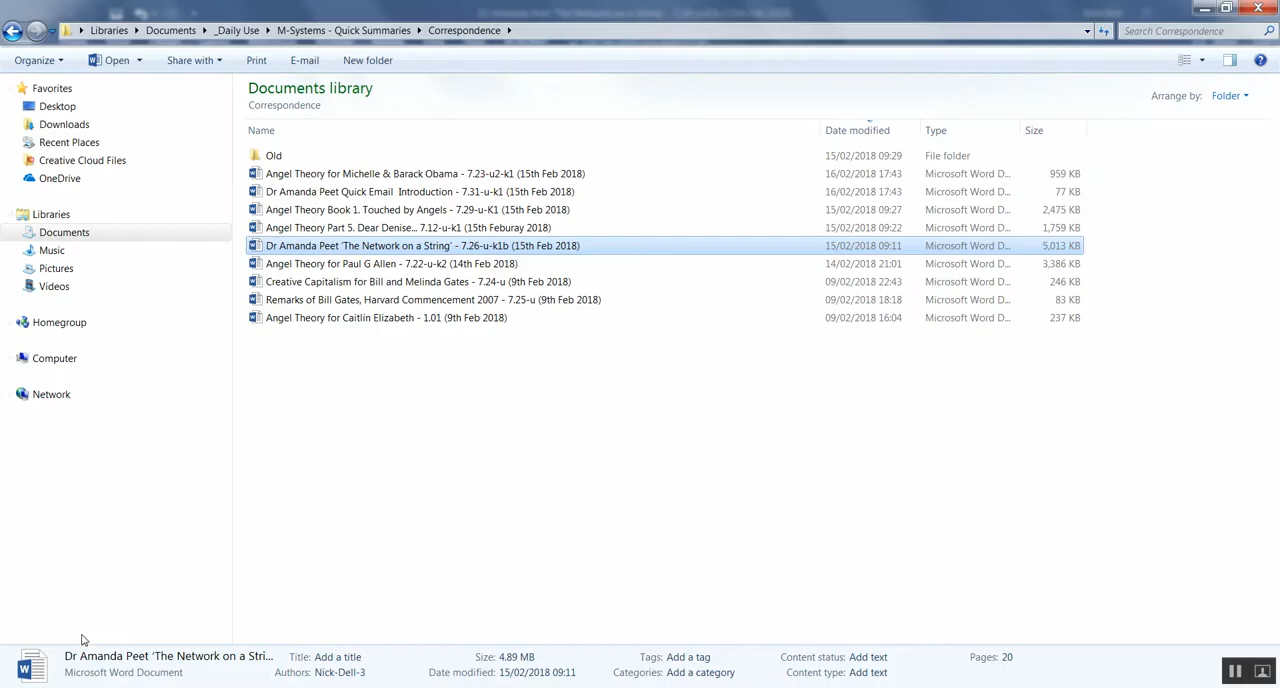 Libraries Documents _Daily Use M-Systems - Quick Summaries Correspondence
Search Correspondence
Organize Open Share with Print E-mail New folder
Favorites
Desktop
Downloads
Recent Places
Creative Cloud Files
OneDrive
Libraries
Documents
Music
Pictures
Videos
Homegroup
Computer
Network
Documents library
Correspondence
Arrange by: Folder
Name Date modified Type Size
Old 15/02/2018 09:29 File folder
Angel Theory for Michelle & Barack Obama - 7.23-u2-k1 (15th Feb 2018) 16/02/2018 17:43 Microsoft Word D... 959 KB
Dr Amanda Peet Quick Email  Introduction - 7.31-u-k1 (15th Feb 2018) 16/02/2018 17:43 Microsoft Word D... 77 KB
Angel Theory Book 1. Touched by Angels - 7.29-u-K1 (15th Feb 2018) 15/02/2018 09:27 Microsoft Word D... 2,475 KB
Angel Theory Part 5. Dear Denise... 7.12-u-k1 (15th Feburay 2018) 15/02/2018 09:22 Microsoft Word D... 1,759 KB
Dr Amanda Peet ‘The Network on a String’ - 7.26-u-k1b (15th Feb 2018) 15/02/2018 09:11 Microsoft Word D... 5,013 KB
Angel Theory for Paul G Allen - 7.22-u-k2 (14th Feb 2018) 14/02/2018 21:01 Microsoft Word D... 3,386 KB
Creative Capitalism for Bill and Melinda Gates - 7.24-u (9th Feb 2018) 09/02/2018 22:43 Microsoft Word D... 246 KB
Remarks of Bill Gates, Harvard Commencement 2007 - 7.25-u (9th Feb 2018) 09/02/2018 18:18 Microsoft Word D... 83 KB
Angel Theory for Caitlin Elizabeth - 1.01 (9th Feb 2018) 09/02/2018 16:04 Microsoft Word D... 237 KB
Dr Amanda Peet ‘The Network on a Stri... Title: Add a title Size: 4.89 MB Tags: Add a tag Content status: Add text Pages: 20
Microsoft Word Document Authors: Nick-Dell-3 Date modified: 15/02/2018 09:11 Categories: Add a category Content type: Add text